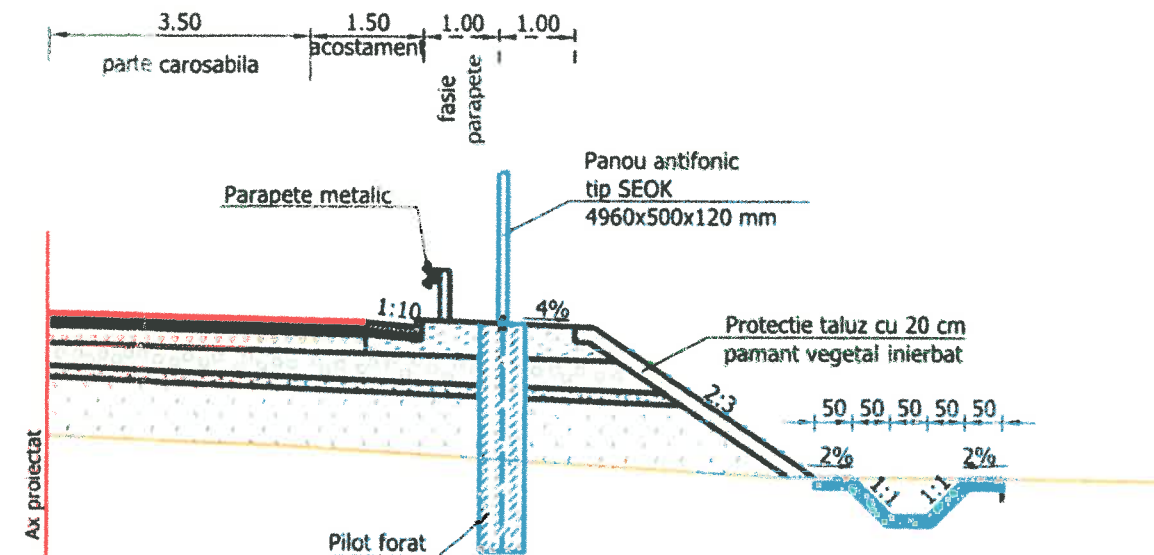 3.50
1.50
1.00
1.00
parte carosabila
acostament
fasie
parapete
Panou antifonic
tip SEOK
4960x500x120 mm
Parapete metalic
1:10
4%
Protectie taluz cu 20 cm
pamant vegetal inierbat
2:3
50
50
50
50
50
2%
2%
1:1
1:1
Ax proiectat
Pilot forat